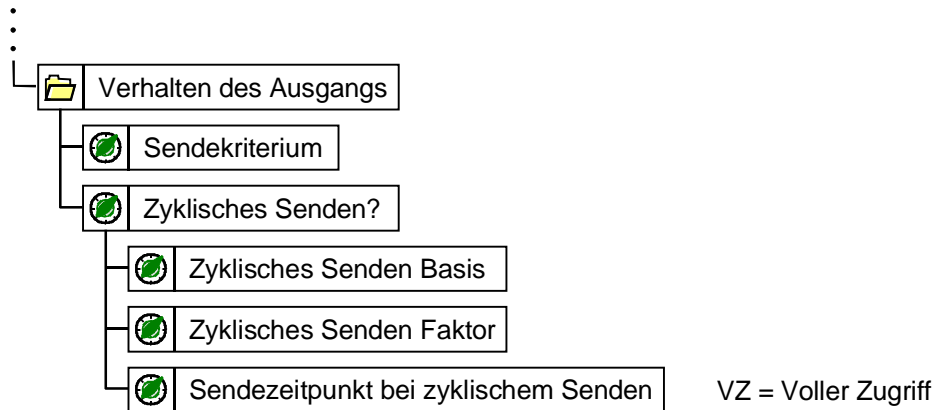 Verhalten des Ausgangs
Sendekriterium
Zyklisches Senden?
Zyklisches Senden Basis
Zyklisches Senden Faktor
Sendezeitpunkt bei zyklischem Senden VZ = Voller Zugriff